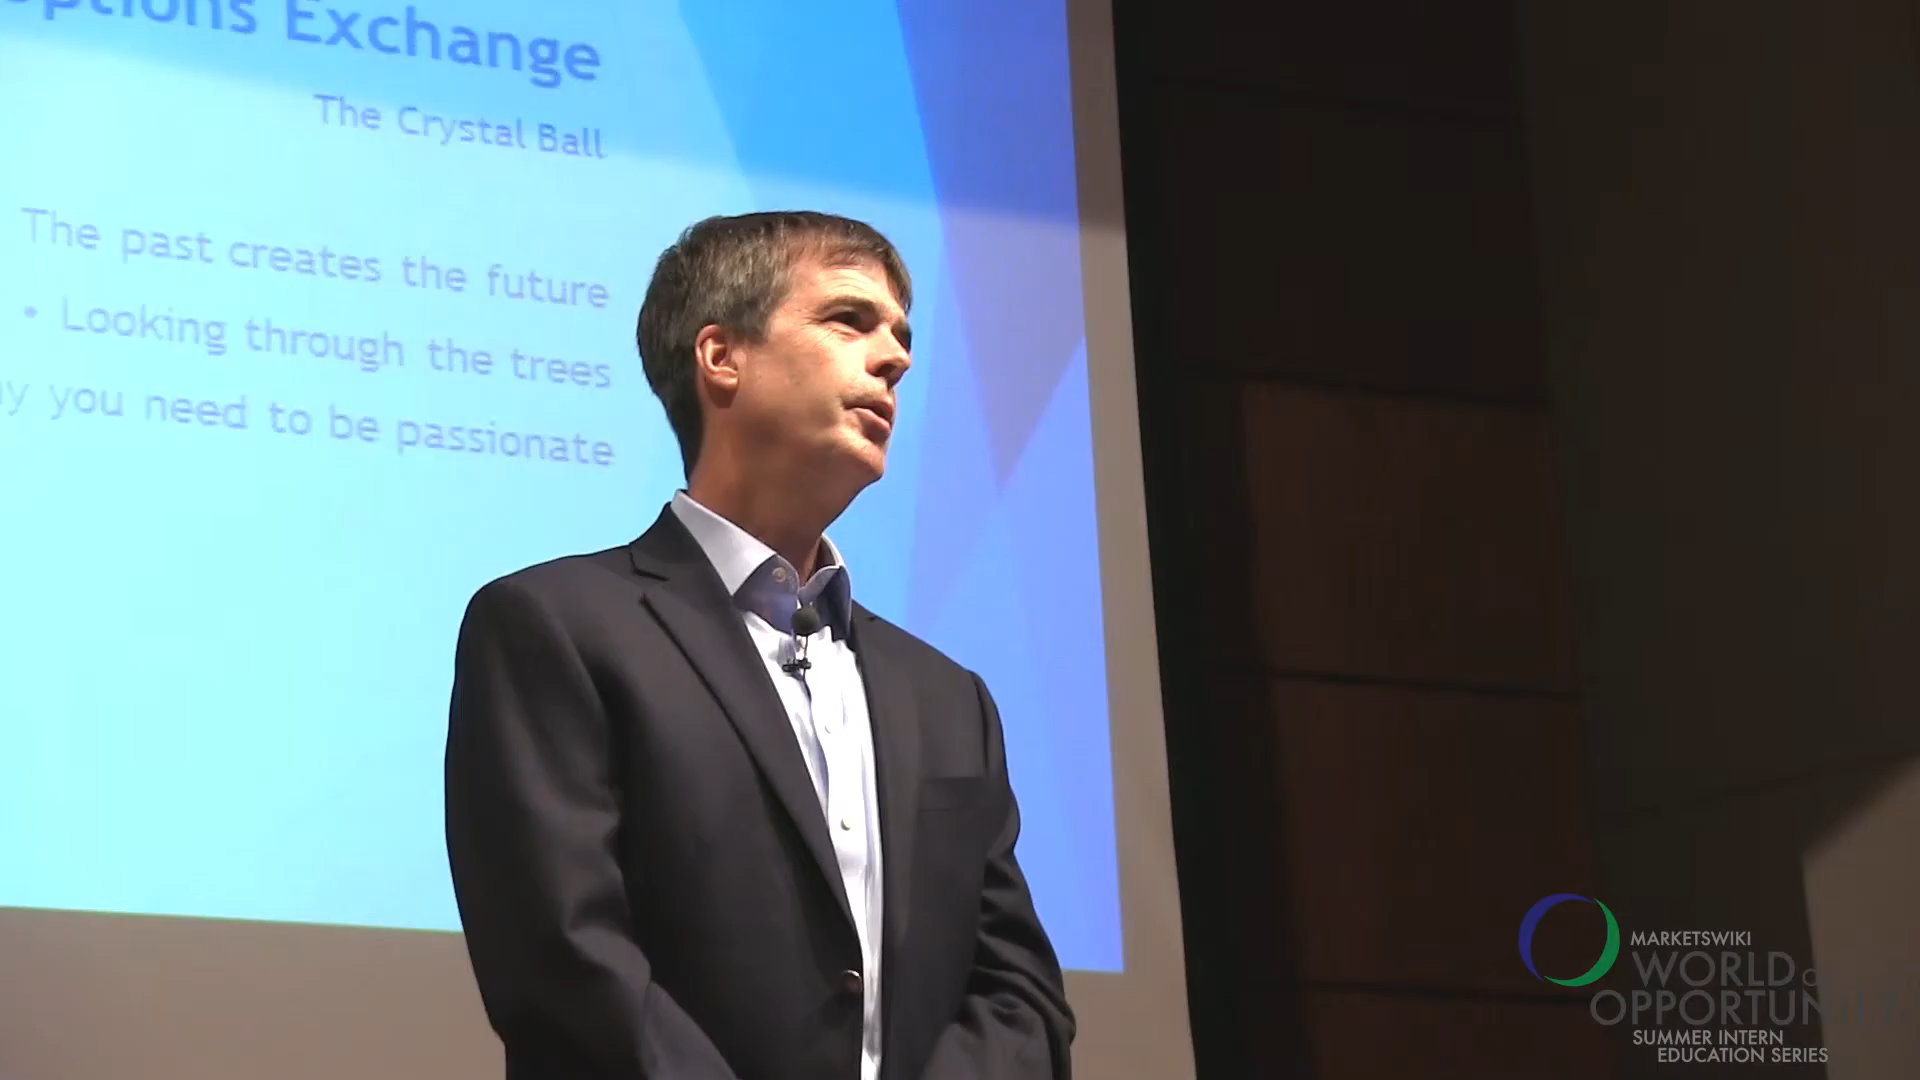 Options Exchange
The Crystal Ball
The past creates the future
• Looking through the trees
you need to be passionate
MARKETSWIKI
WORLD
SUMMER INTERN
EDUCATION SERIES